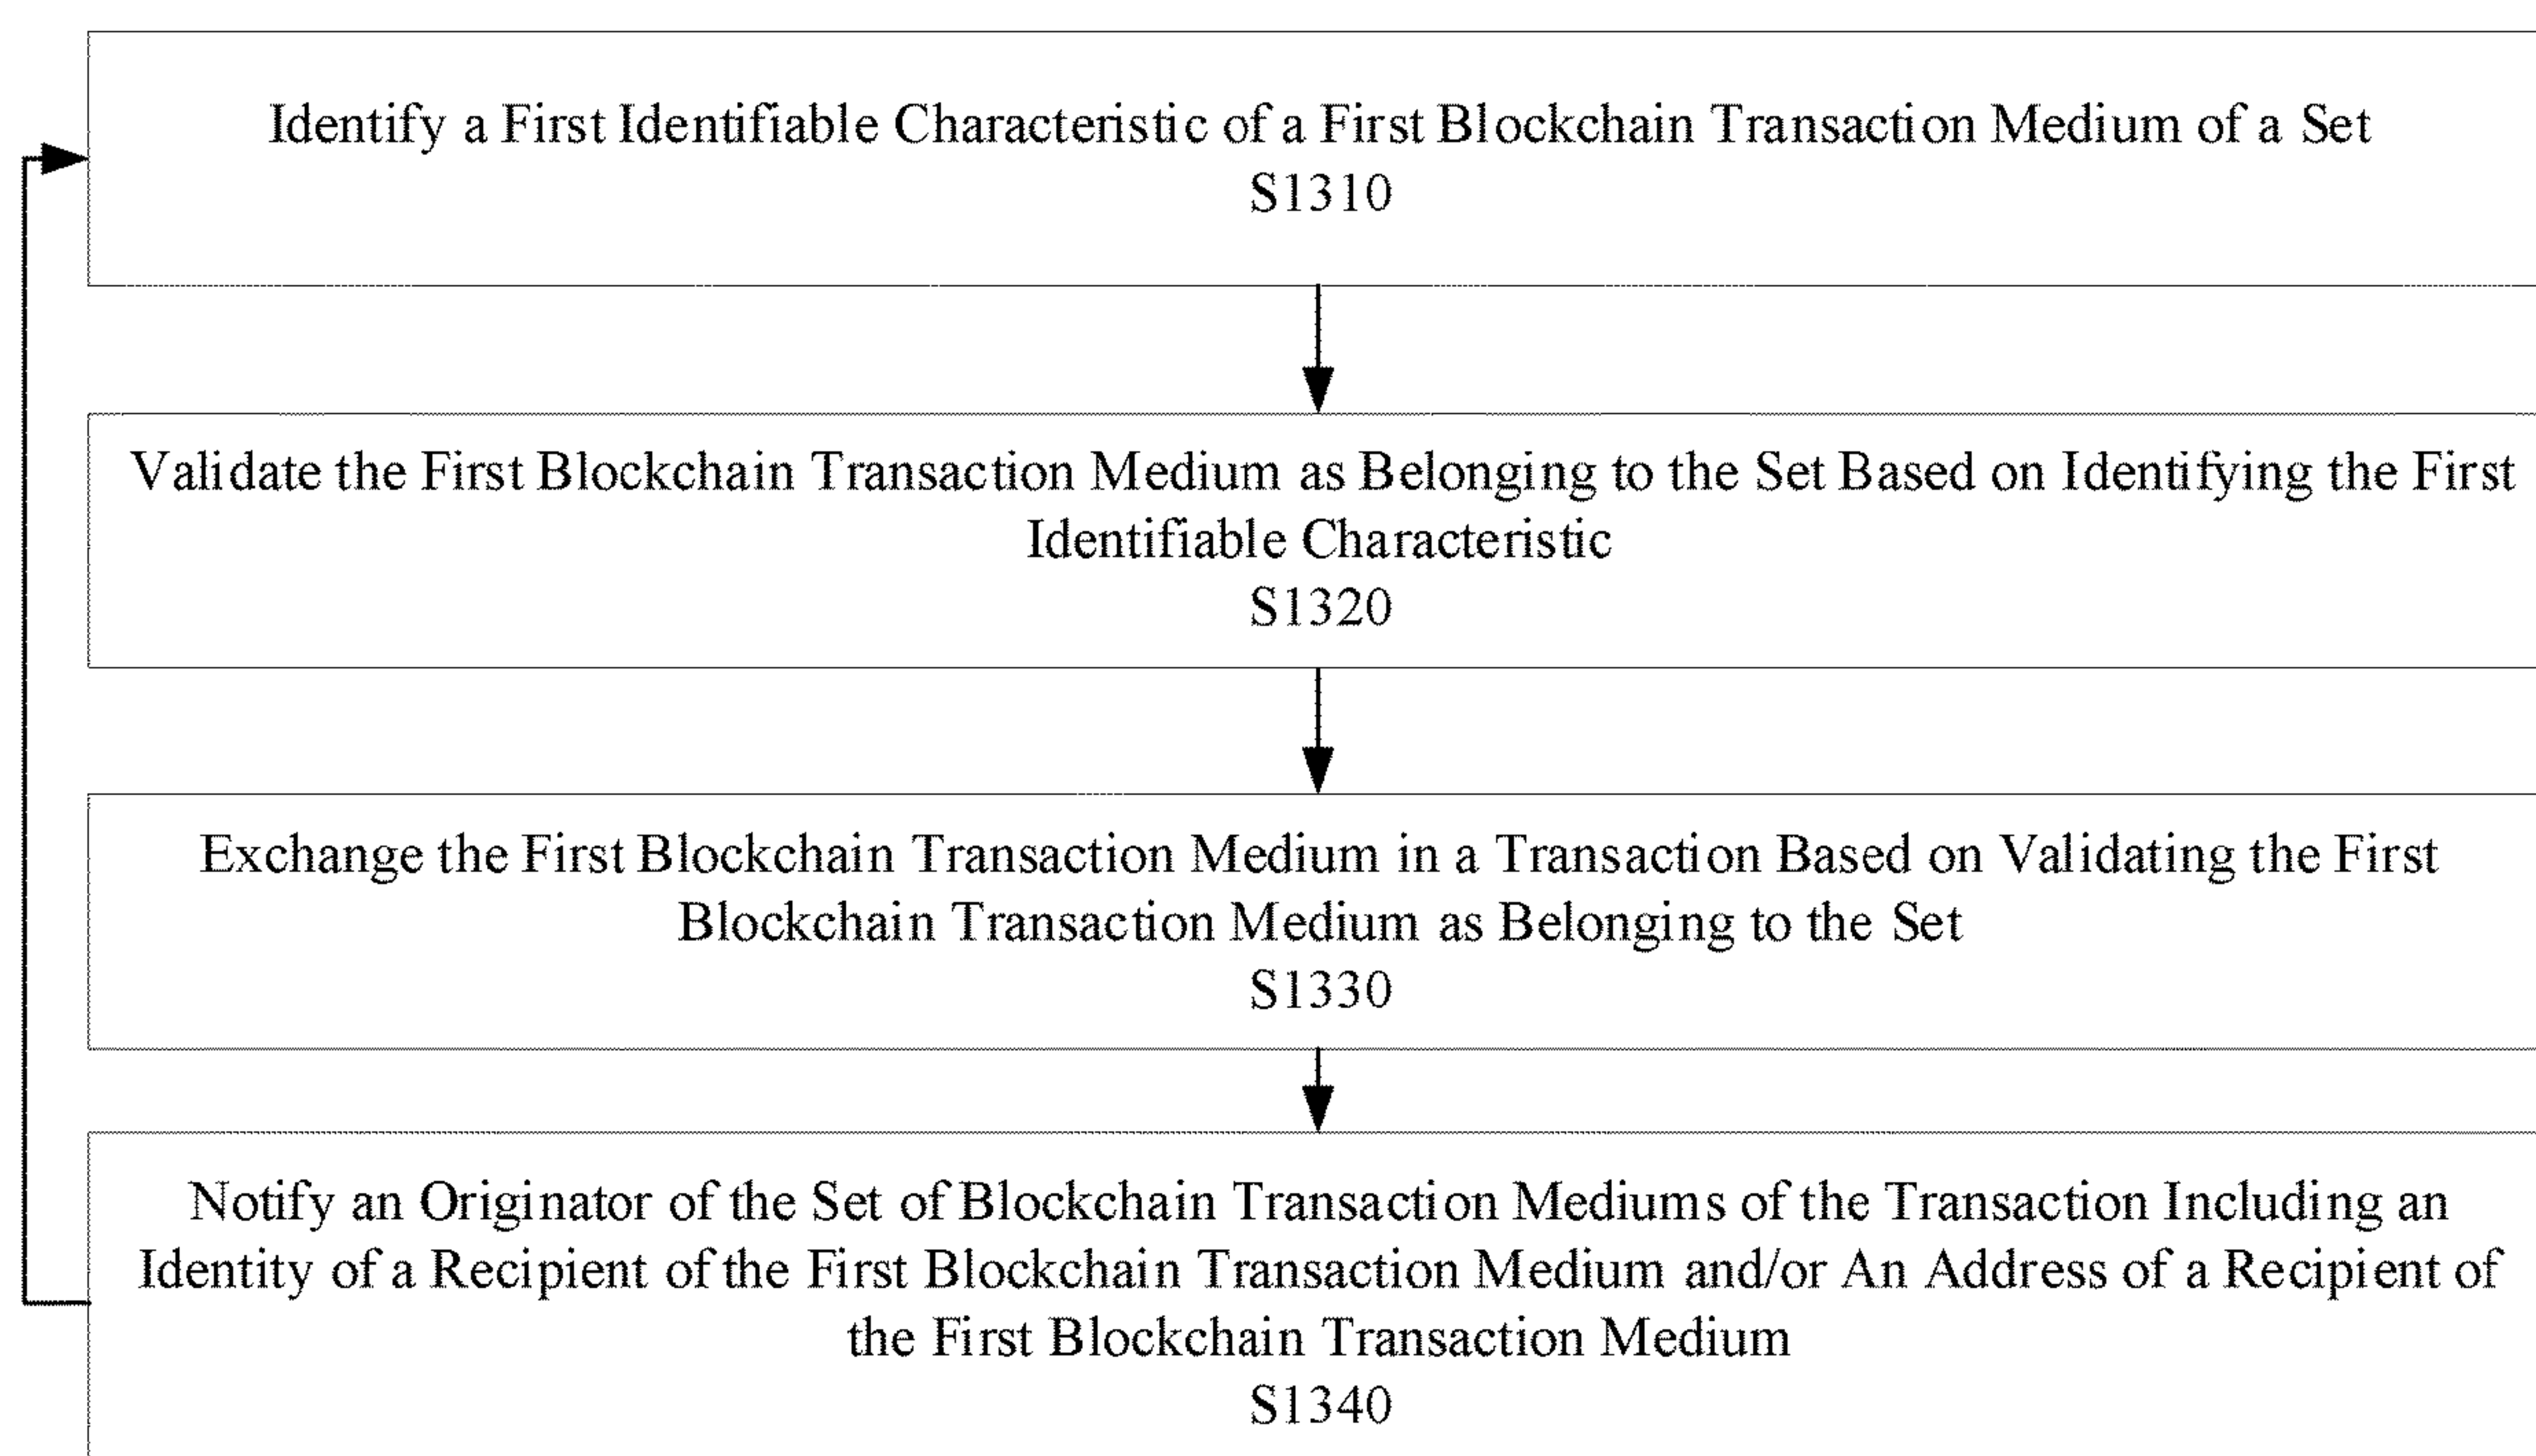 Identify a First Identifiable Characteristic of a First Blockchain Transaction Medium of a Set
S1310
Validate the First Blockchain Transaction Medium as Belonging to the Set Based on Identifying the First
Identifiable Characteristic
S1320
Exchange the First Blockchain Transaction Medium in a Transaction Based on Validating the First
Blockchain Transaction Medium as Belonging to the Set
S1330
Notify an Originator of the Set of Blockchain Transaction Mediums of the Transaction Including an
Identity of a Recipient of the First Blockchain Transaction Medium and/or An Address of a Recipient of
the First Blockchain Transaction Medium
S1340